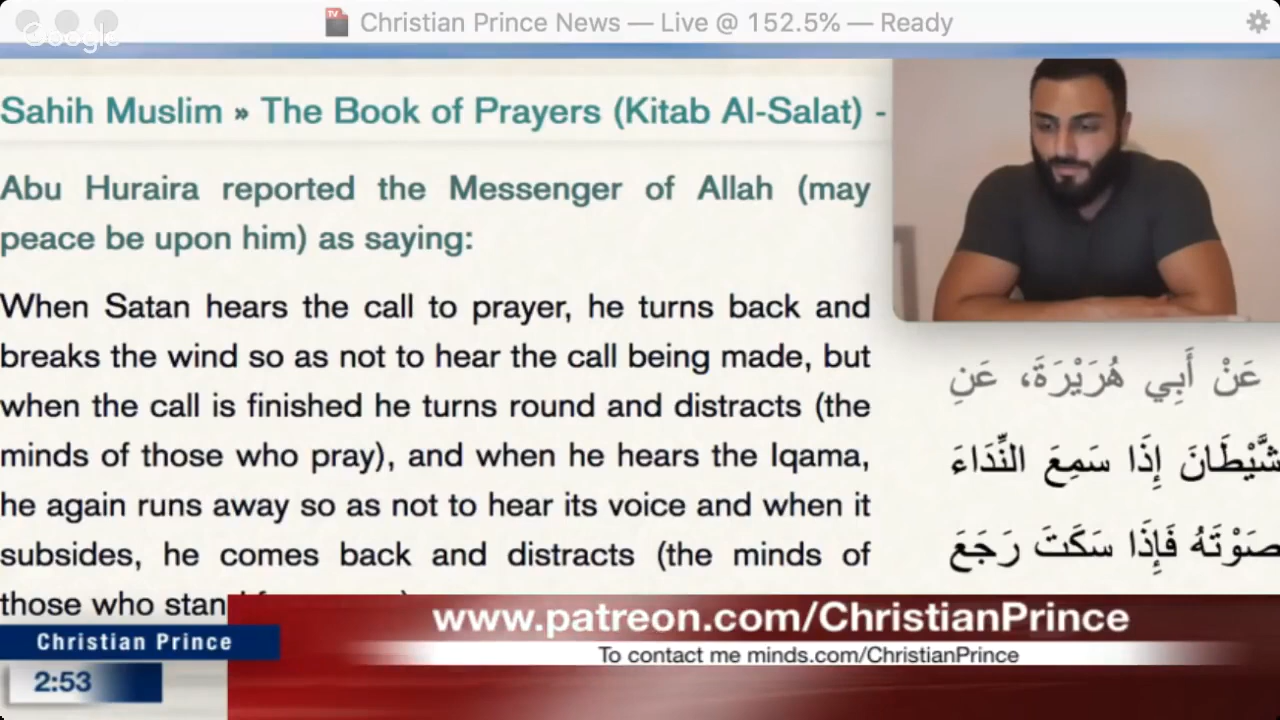 Christian Prince News — Live @ 152.5% — Ready
Google
Sahih Muslim » The Book of Prayers (Kitab Al-Salat) -
Abu Huraira reported the Messenger of Allah (may
peace be upon him) as saying:
When Satan hears the call to prayer, he turns back and
breaks the wind so as not to hear the call being made, but
when the call is finished he turns round and distracts (the
minds of those who pray), and when he hears the Iqama,
he again runs away so as not to hear its voice and when it
subsides, he comes back and distracts (the minds of
those who stan
عَنْ أَبِي هُرَيْرَةَ، عَنِ
شَّيْطَانَ إِذَا سَمِعَ النِّدَاءَ
صَوْتَهُ فَإِذَا سَكَتَ رَجَعَ
www.patreon.com/ChristianPrince
To contact me minds.com/ChristianPrince
Christian Prince
2:53